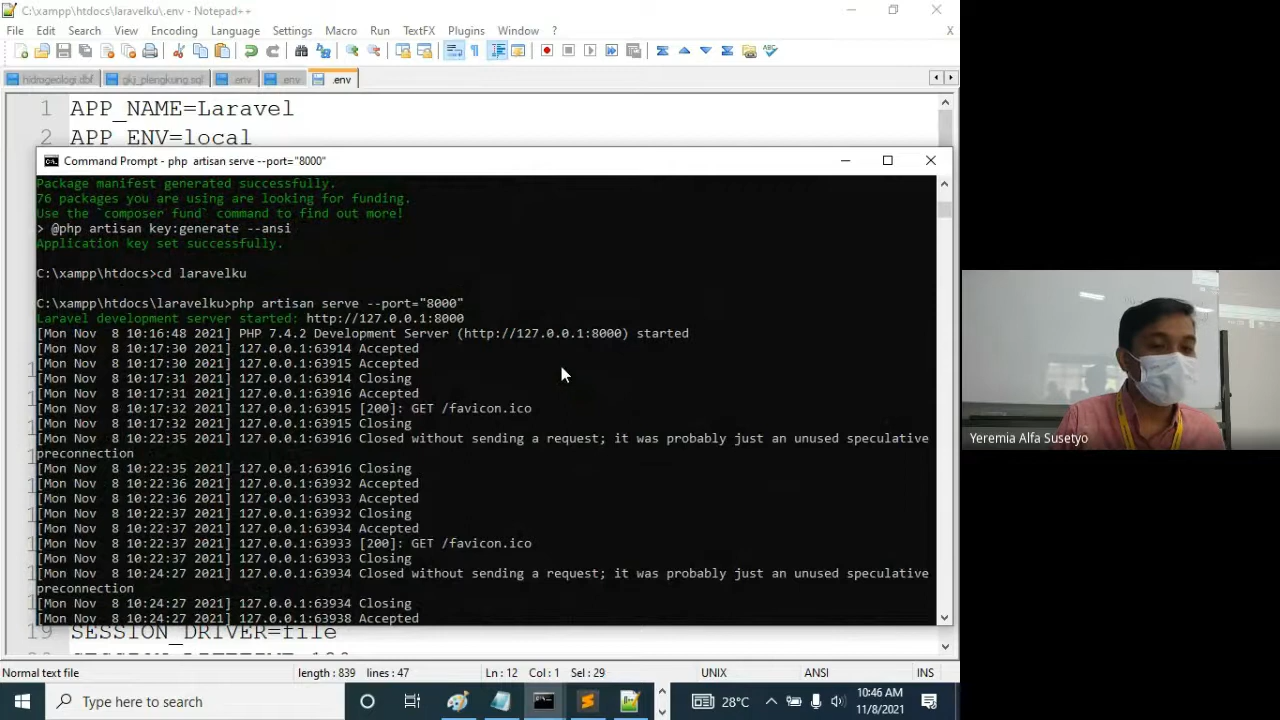 C:\xampp\htdocs\laravelku\.env - Notepad++
File Edit Search View Encoding Language Settings Macro Run TextFX Plugins Window ? X
hidrogeologi.dbf gkj_plengkung.sql .env .env .env
1 APP_NAME=Laravel
2 APP_ENV=local
Command Prompt - php artisan serve --port="8000"
Package manifest generated successfully.
76 packages you are using are looking for funding.
Use the `composer fund` command to find out more!
> @php artisan key:generate --ansi
Application key set successfully.
C:\xampp\htdocs>cd laravelku
C:\xampp\htdocs\laravelku>php artisan serve --port="8000"
Laravel development server started: http://127.0.0.1:8000
[Mon Nov  8 10:16:48 2021] PHP 7.4.2 Development Server (http://127.0.0.1:8000) started
[Mon Nov  8 10:17:30 2021] 127.0.0.1:63914 Accepted
[Mon Nov  8 10:17:30 2021] 127.0.0.1:63915 Accepted
[Mon Nov  8 10:17:31 2021] 127.0.0.1:63914 Closing
[Mon Nov  8 10:17:31 2021] 127.0.0.1:63916 Accepted
[Mon Nov  8 10:17:32 2021] 127.0.0.1:63915 [200]: GET /favicon.ico
[Mon Nov  8 10:17:32 2021] 127.0.0.1:63915 Closing
[Mon Nov  8 10:22:35 2021] 127.0.0.1:63916 Closed without sending a request; it was probably just an unused speculative
preconnection
[Mon Nov  8 10:22:35 2021] 127.0.0.1:63916 Closing
[Mon Nov  8 10:22:36 2021] 127.0.0.1:63932 Accepted
[Mon Nov  8 10:22:36 2021] 127.0.0.1:63933 Accepted
[Mon Nov  8 10:22:37 2021] 127.0.0.1:63932 Closing
[Mon Nov  8 10:22:37 2021] 127.0.0.1:63934 Accepted
[Mon Nov  8 10:22:37 2021] 127.0.0.1:63933 [200]: GET /favicon.ico
[Mon Nov  8 10:22:37 2021] 127.0.0.1:63933 Closing
[Mon Nov  8 10:24:27 2021] 127.0.0.1:63934 Closed without sending a request; it was probably just an unused speculative
preconnection
[Mon Nov  8 10:24:27 2021] 127.0.0.1:63934 Closing
[Mon Nov  8 10:24:27 2021] 127.0.0.1:63938 Accepted
19 SESSION_DRIVER=file
Normal text file length : 839 lines : 47 Ln : 12 Col : 1 Sel : 29 UNIX ANSI INS
Type here to search 28°C 10:46 AM
11/8/2021
Yeremia Alfa Susetyo